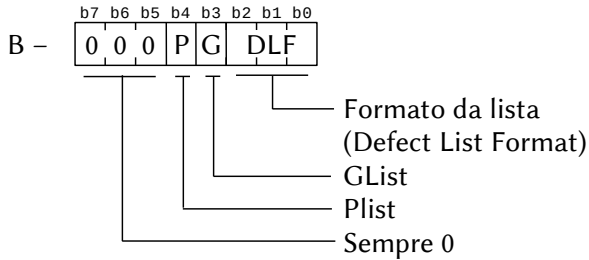 b7 b6 b5 b4 b3 b2 b1 b0
B – 0 0 0 P G DLF
Formato da lista
(Defect List Format)
GList
Plist
Sempre 0